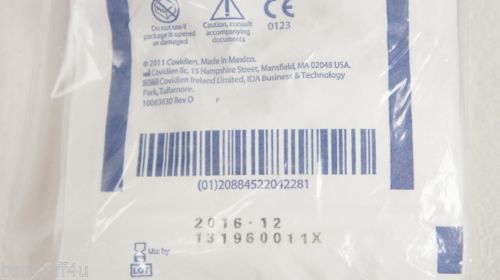 Do not use if
package is opened
or damaged
Caution, consult
accompanying
documents
0123
© 2011 Covidien. Made in Mexico.
Covidien llc, 15 Hampshire Street, Mansfield, MA 02048 USA.
Covidien Ireland Limited, IDA Business & Technology
Park, Tullamore.
10063630 Rev D
(01)20884522042281
2016-12
131960011X
Use by
LOT